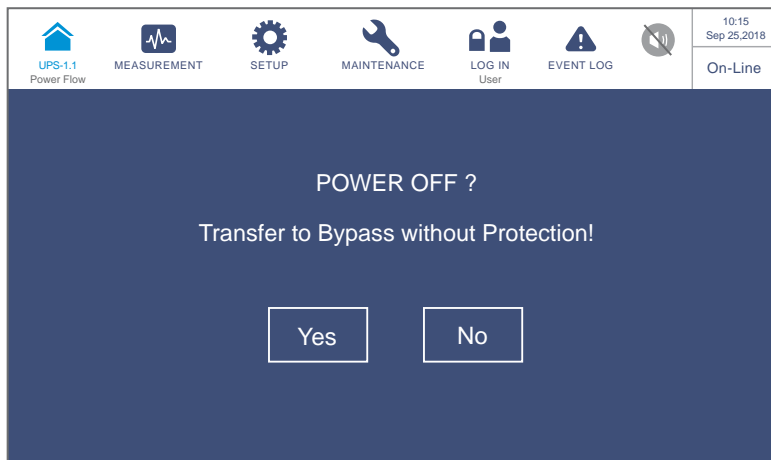 UPS-1.1
Power Flow
MEASUREMENT
SETUP
MAINTENANCE
LOG IN
User
EVENT LOG
10:15
Sep 25,2018
On-Line
POWER OFF ?
Transfer to Bypass without Protection!
Yes
No